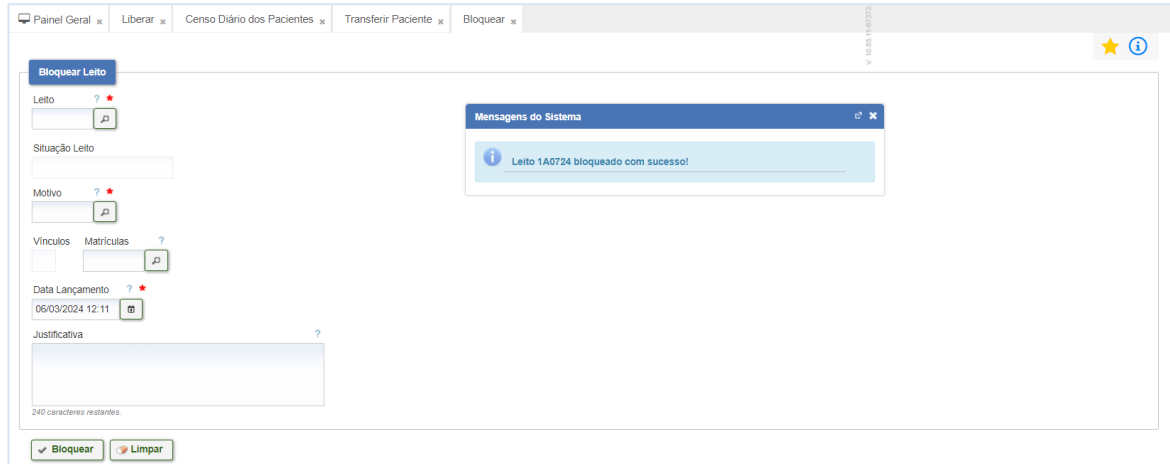 Painel Geral × Liberar × Censo Diário dos Pacientes × Transferir Paciente × Bloquear ×
Bloquear Leito
Leito ? *
Situação Leito
Motivo ? *
Vínculos Matrículas ?
Data Lançamento ? *
06/03/2024 12:11
Justificativa ?
240 caracteres restantes.
Bloquear Limpar
Mensagens do Sistema
Leito 1A0724 bloqueado com sucesso!